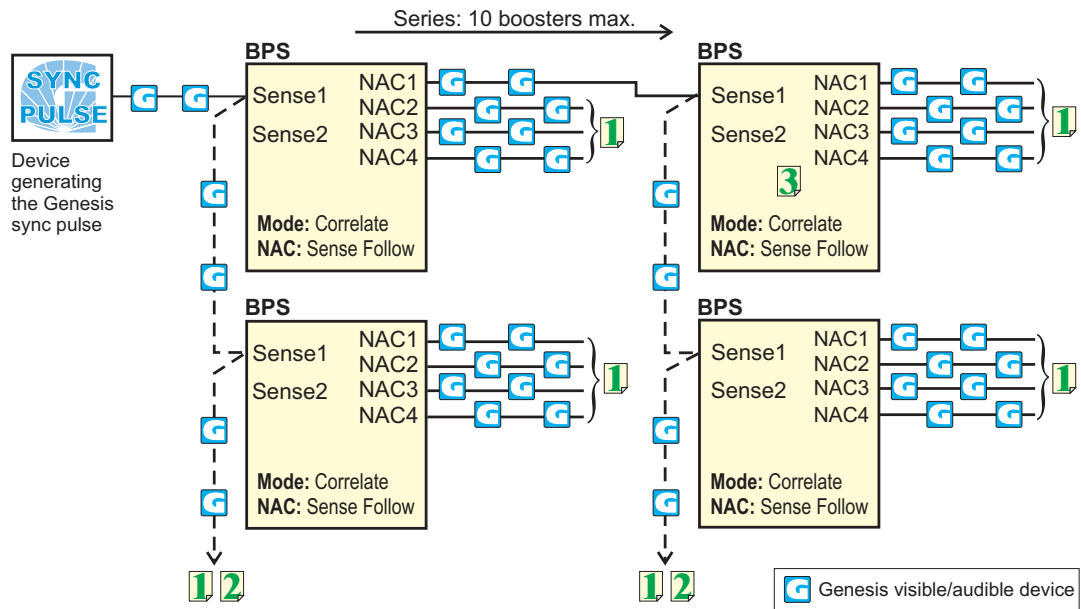 Series: 10 boosters max.
SYNC
PULSE
Device
generating
the Genesis
sync pulse
G G
BPS
Sense1
Sense2
NAC1 G G
NAC2 G G
NAC3 G G
NAC4 G G
1
Mode: Correlate
NAC: Sense Follow
BPS
Sense1
Sense2
NAC1 G G
NAC2 G G
NAC3 G G
NAC4 G G
1
3
Mode: Correlate
NAC: Sense Follow
G
G
G
G
BPS
Sense1
Sense2
NAC1 G G
NAC2 G G
NAC3 G G
NAC4 G G
1
Mode: Correlate
NAC: Sense Follow
BPS
Sense1
Sense2
NAC1 G G
NAC2 G G
NAC3 G G
NAC4 G G
1
Mode: Correlate
NAC: Sense Follow
G
G
G
G
1 2
1 2
G Genesis visible/audible device